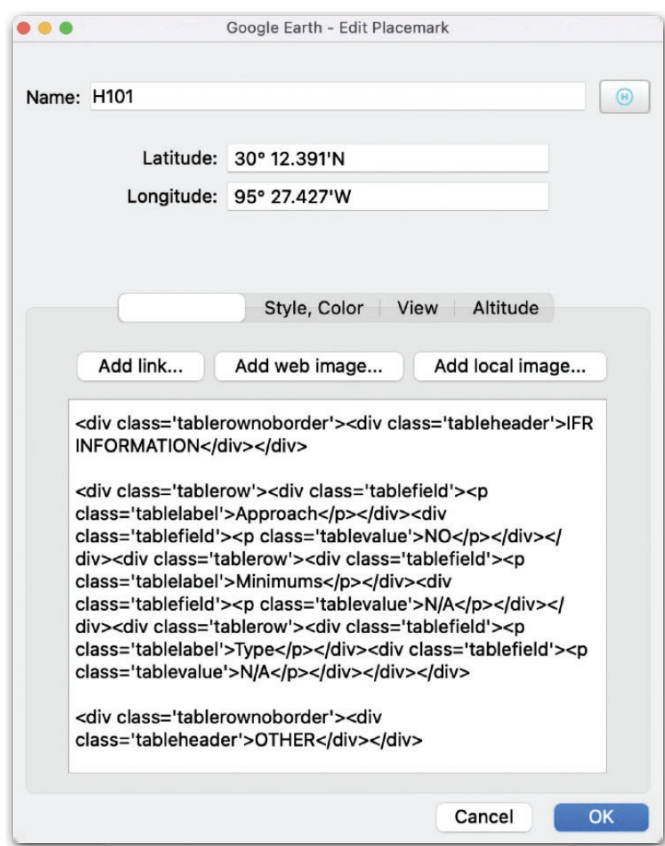 Google Earth - Edit Placemark
Name: H101
H
Latitude: 30° 12.391'N
Longitude: 95° 27.427'W
Style, Color View Altitude
Add link... Add web image... Add local image...
<div class='tablerownoborder'><div class='tableheader'>IFR
INFORMATION</div></div>
<div class='tablerow'><div class='tablefield'><p
class='tablelabel'>Approach</p></div><div
class='tablefield'><p class='tablevalue'>NO</p></div></
div><div class='tablerow'><div class='tablefield'><p
class='tablelabel'>Minimums</p></div><div
class='tablefield'><p class='tablevalue'>N/A</p></div></
div><div class='tablerow'><div class='tablefield'><p
class='tablelabel'>Type</p></div><div class='tablefield'><p
class='tablevalue'>N/A</p></div></div></div>
<div class='tablerownoborder'><div
class='tableheader'>OTHER</div></div>
Cancel OK